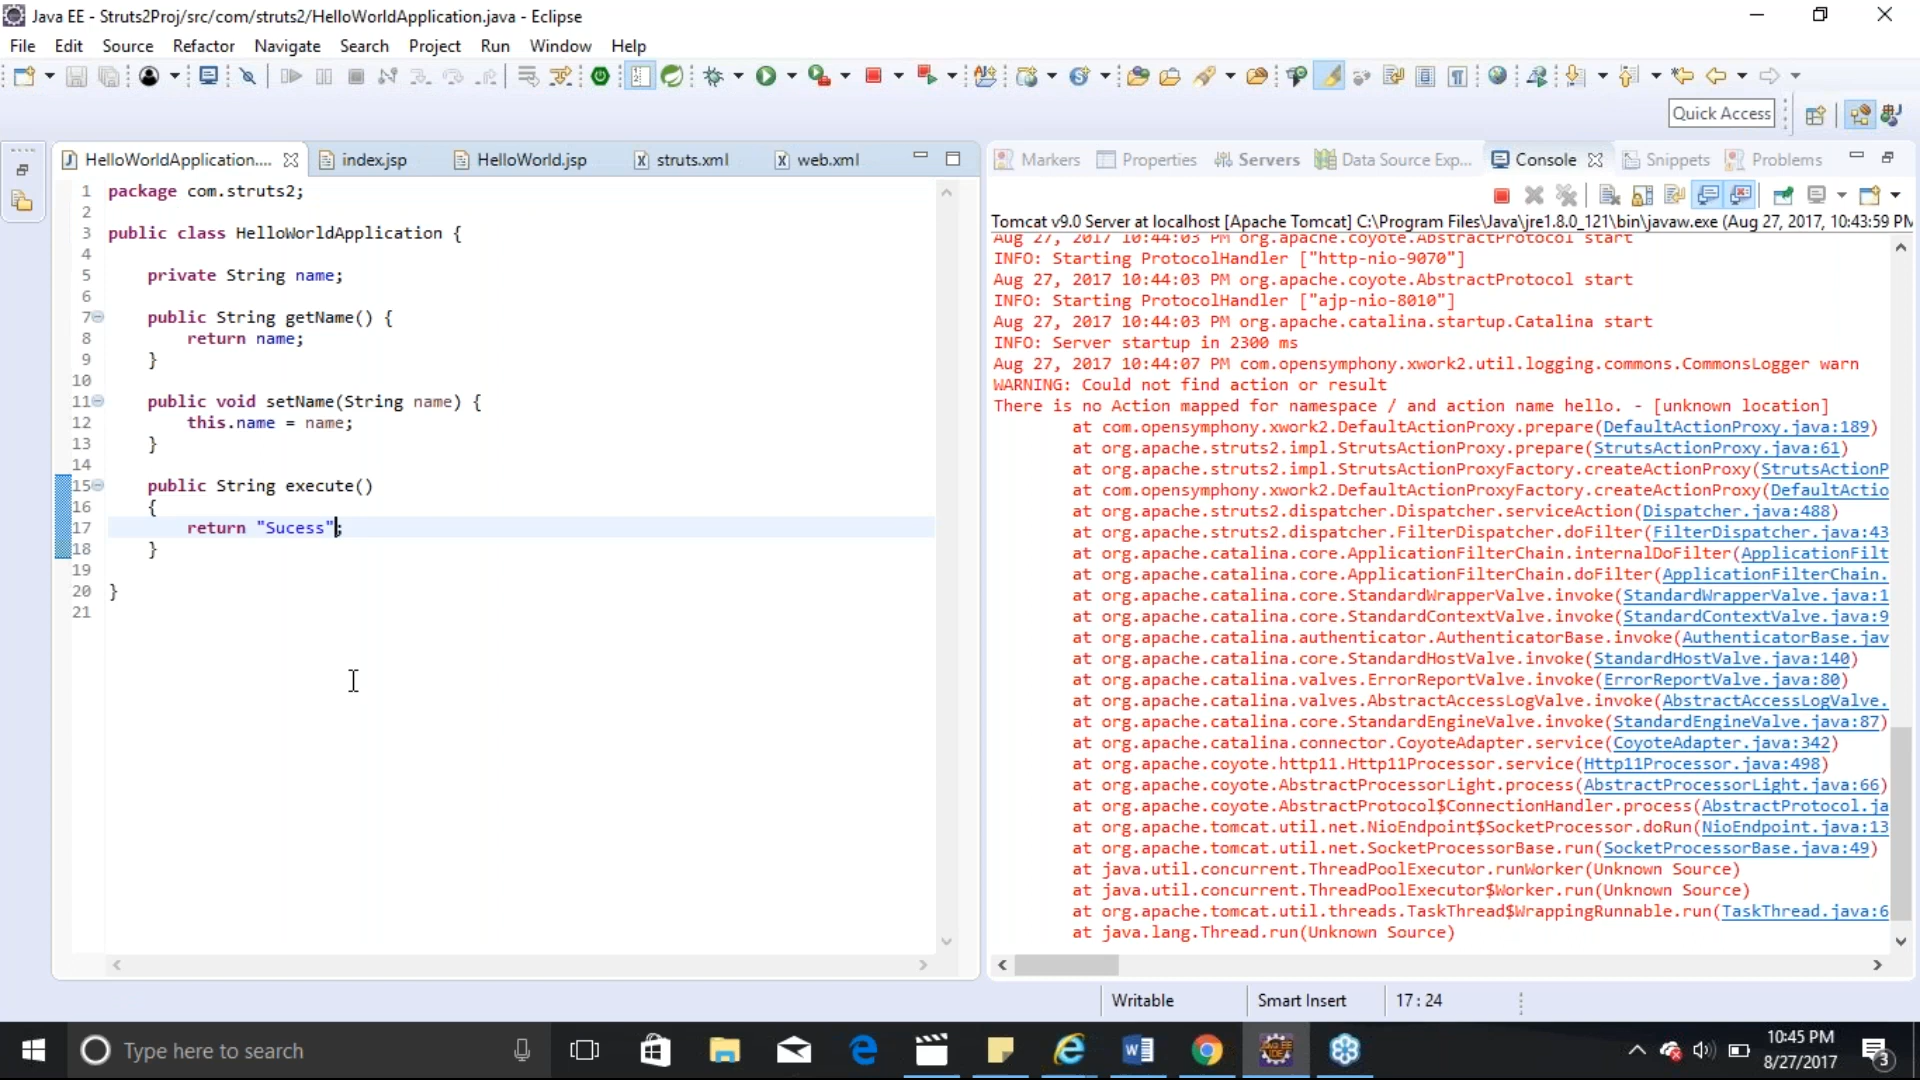 Java EE - Struts2Proj/src/com/struts2/HelloWorldApplication.java - Eclipse
File Edit Source Refactor Navigate Search Project Run Window Help
Quick Access
HelloWorldApplication.... index.jsp HelloWorld.jsp struts.xml web.xml
1 package com.struts2;
2
3 public class HelloWorldApplication {
4
5 private String name;
6
7 public String getName() {
8 return name;
9 }
10
11 public void setName(String name) {
12 this.name = name;
13 }
14
15 public String execute()
16 {
17 return "Sucess";
18 }
19
20 }
21
Markers Properties Servers Data Source Exp... Console Snippets Problems
Tomcat v9.0 Server at localhost [Apache Tomcat] C:\Program Files\Java\jre1.8.0_121\bin\javaw.exe (Aug 27, 2017, 10:43:59 PM
Aug 27, 2017 10:44:03 PM org.apache.coyote.AbstractProtocol start
INFO: Starting ProtocolHandler ["http-nio-9070"]
Aug 27, 2017 10:44:03 PM org.apache.coyote.AbstractProtocol start
INFO: Starting ProtocolHandler ["ajp-nio-8010"]
Aug 27, 2017 10:44:03 PM org.apache.catalina.startup.Catalina start
INFO: Server startup in 2300 ms
Aug 27, 2017 10:44:07 PM com.opensymphony.xwork2.util.logging.commons.CommonsLogger warn
WARNING: Could not find action or result
There is no Action mapped for namespace / and action name hello. - [unknown location]
at com.opensymphony.xwork2.DefaultActionProxy.prepare(DefaultActionProxy.java:189)
at org.apache.struts2.impl.StrutsActionProxy.prepare(StrutsActionProxy.java:61)
at org.apache.struts2.impl.StrutsActionProxyFactory.createActionProxy(StrutsActionP
at com.opensymphony.xwork2.DefaultActionProxyFactory.createActionProxy(DefaultActio
at org.apache.struts2.dispatcher.Dispatcher.serviceAction(Dispatcher.java:488)
at org.apache.struts2.dispatcher.FilterDispatcher.doFilter(FilterDispatcher.java:43
at org.apache.catalina.core.ApplicationFilterChain.internalDoFilter(ApplicationFilt
at org.apache.catalina.core.ApplicationFilterChain.doFilter(ApplicationFilterChain.
at org.apache.catalina.core.StandardWrapperValve.invoke(StandardWrapperValve.java:1
at org.apache.catalina.core.StandardContextValve.invoke(StandardContextValve.java:9
at org.apache.catalina.authenticator.AuthenticatorBase.invoke(AuthenticatorBase.jav
at org.apache.catalina.core.StandardHostValve.invoke(StandardHostValve.java:140)
at org.apache.catalina.valves.ErrorReportValve.invoke(ErrorReportValve.java:80)
at org.apache.catalina.valves.AbstractAccessLogValve.invoke(AbstractAccessLogValve.
at org.apache.catalina.core.StandardEngineValve.invoke(StandardEngineValve.java:87)
at org.apache.catalina.connector.CoyoteAdapter.service(CoyoteAdapter.java:342)
at org.apache.coyote.http11.Http11Processor.service(Http11Processor.java:498)
at org.apache.coyote.AbstractProcessorLight.process(AbstractProcessorLight.java:66)
at org.apache.coyote.AbstractProtocol$ConnectionHandler.process(AbstractProtocol.ja
at org.apache.tomcat.util.net.NioEndpoint$SocketProcessor.doRun(NioEndpoint.java:13
at org.apache.tomcat.util.net.SocketProcessorBase.run(SocketProcessorBase.java:49)
at java.util.concurrent.ThreadPoolExecutor.runWorker(Unknown Source)
at java.util.concurrent.ThreadPoolExecutor$Worker.run(Unknown Source)
at org.apache.tomcat.util.threads.TaskThread$WrappingRunnable.run(TaskThread.java:6
at java.lang.Thread.run(Unknown Source)
Writable Smart Insert 17 : 24
Type here to search
10:45 PM
8/27/2017
3